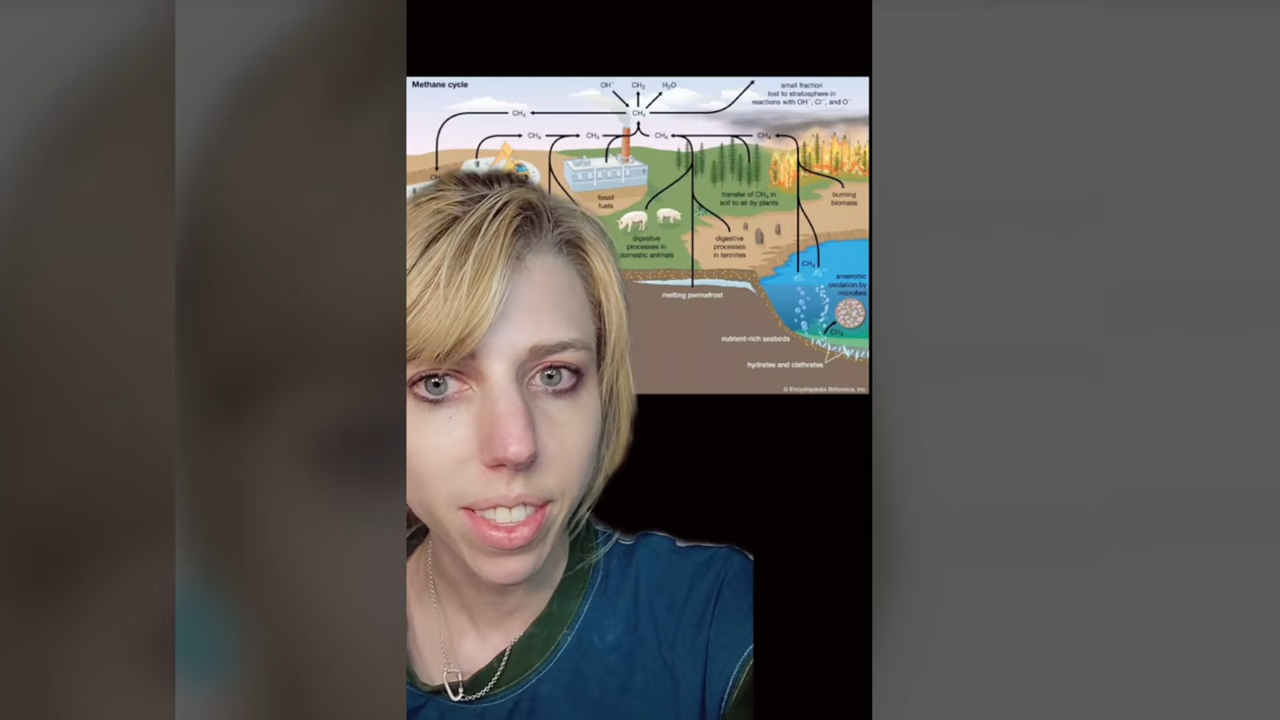 Methane cycle
OH⁻ CH₃ H₂O
small fraction
lost to stratosphere in
reactions with OH⁻, Cl⁻, and O⁻
CH₄ CH₄
CH₄ CH₄ CH₄ CH₄
fossil
fuels
transfer of CH₄ in
soil to air by plants
burning
biomass
digestive
processes in
domestic animals
digestive
processes
in termites
CH₄
anaerobic
oxidation by
microbes
melting permafrost
CH₄
nutrient-rich seabeds
hydrates and clathrates
© Encyclopædia Britannica, Inc.